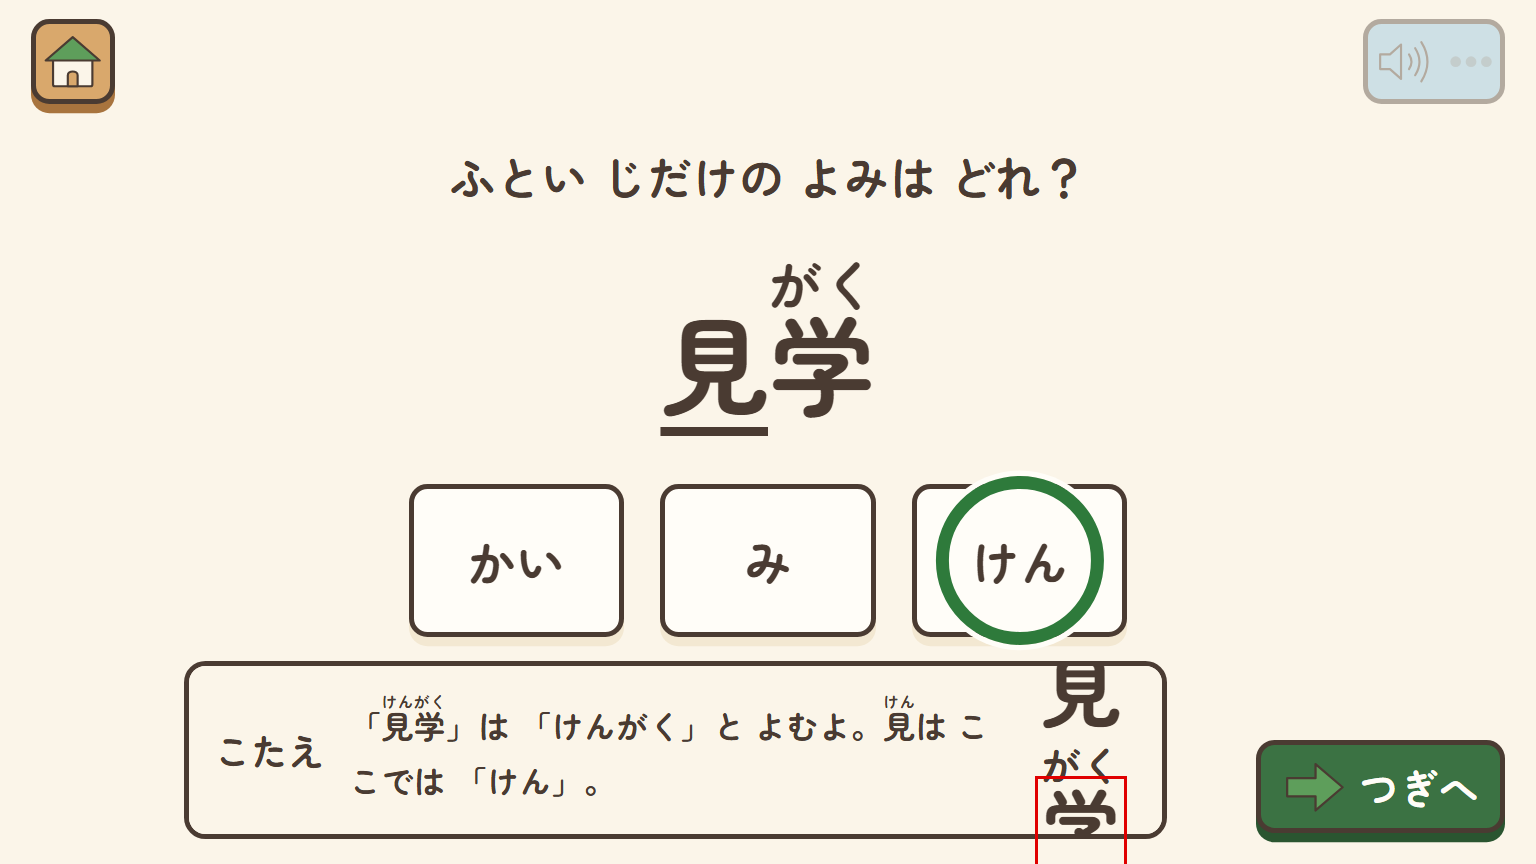 ふとい じだけの よみは どれ？
がく
見学
かい
み
けん
こたえ
けんがく けん
「見学」は 「けんがく」と よむよ。見は こ
こでは 「けん」。
見
がく
学
つぎへ